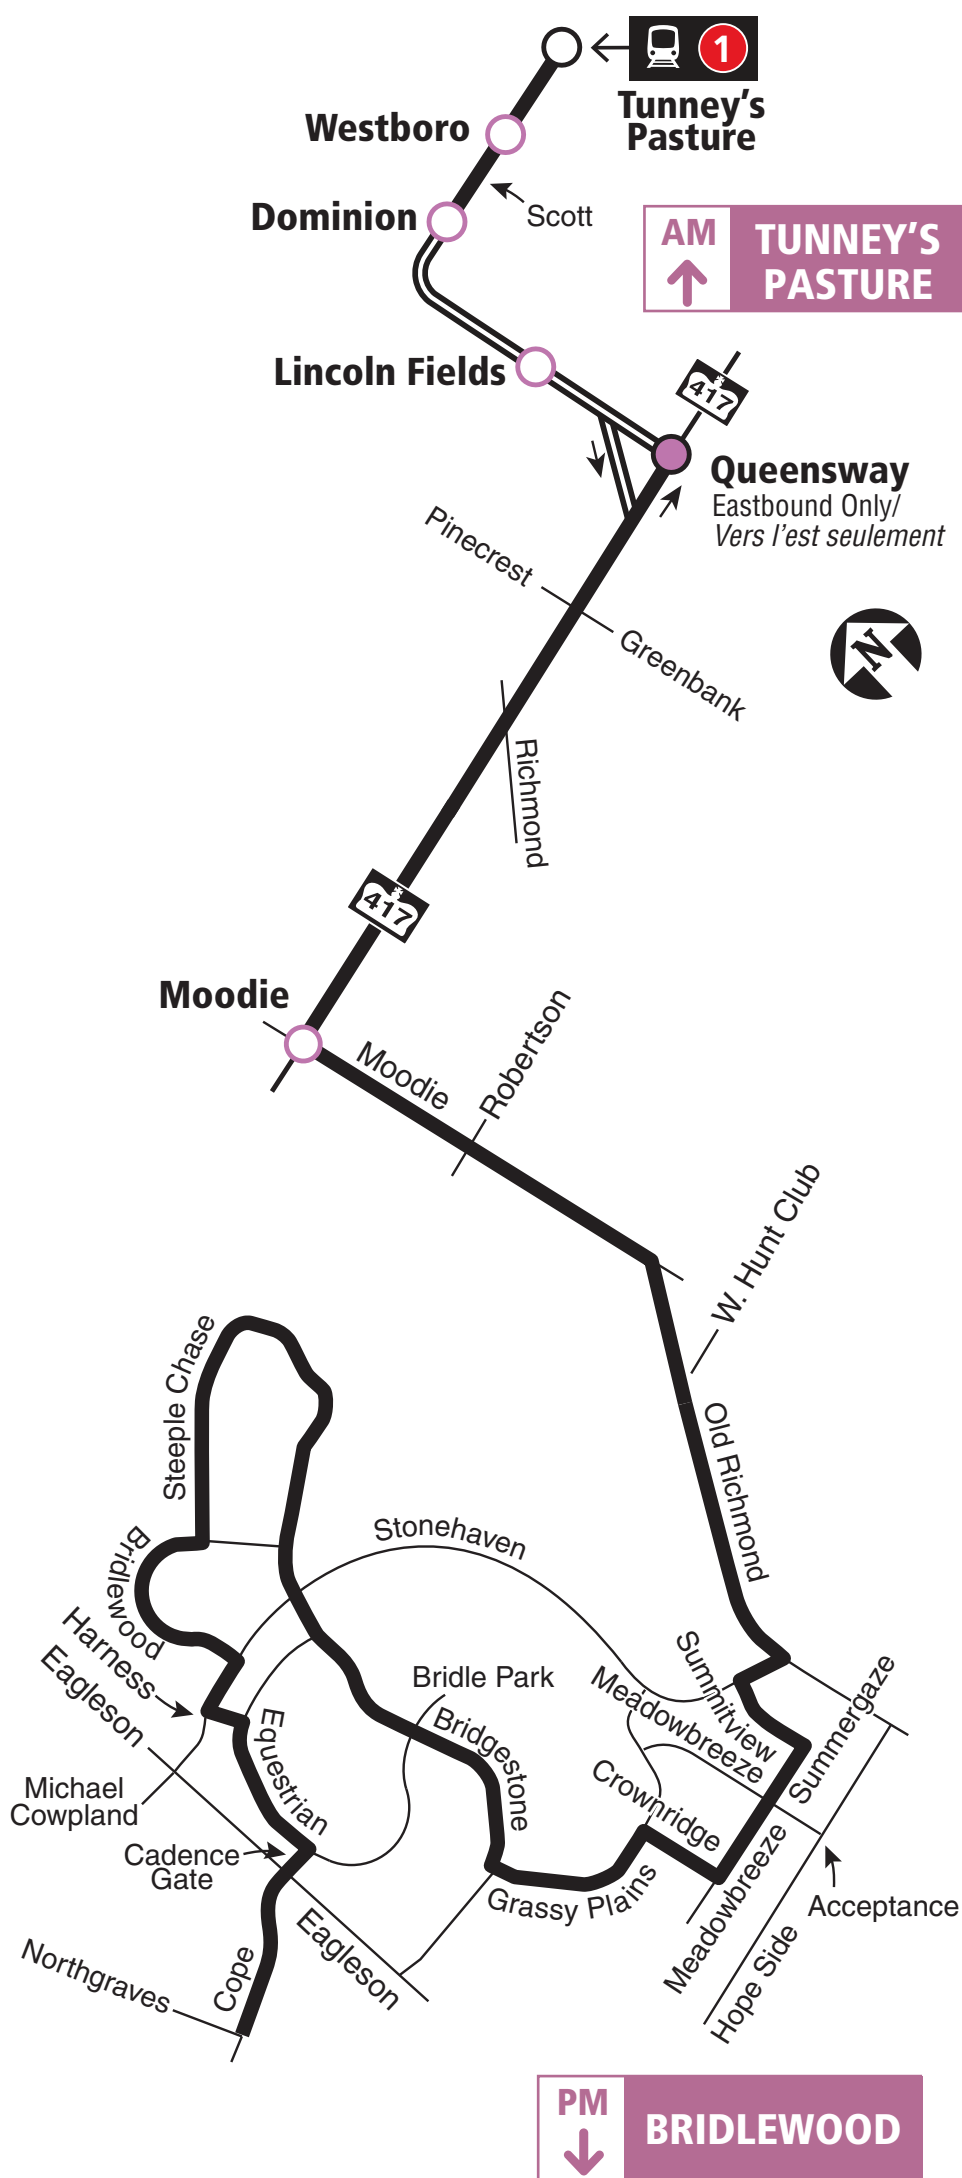 1
Tunney's
Pasture
Westboro
Scott
Dominion
AM
TUNNEY'S
PASTURE
Lincoln Fields
417
Queensway
Eastbound Only/
Vers l'est seulement
Pinecrest
Greenbank
N
Richmond
417
Moodie
Moodie
Robertson
W. Hunt Club
Steeple Chase
Old Richmond
Stonehaven
Bridlewood
Harness
Eagleson
Summitview
Summergaze
Bridle Park
Meadowbreeze
Equestrian
Bridgestone
Crownridge
Michael
Cowpland
Cadence
Gate
Grassy Plains
Meadowbreeze
Acceptance
Eagleson
Hope Side
Northgraves
Cope
PM
BRIDLEWOOD